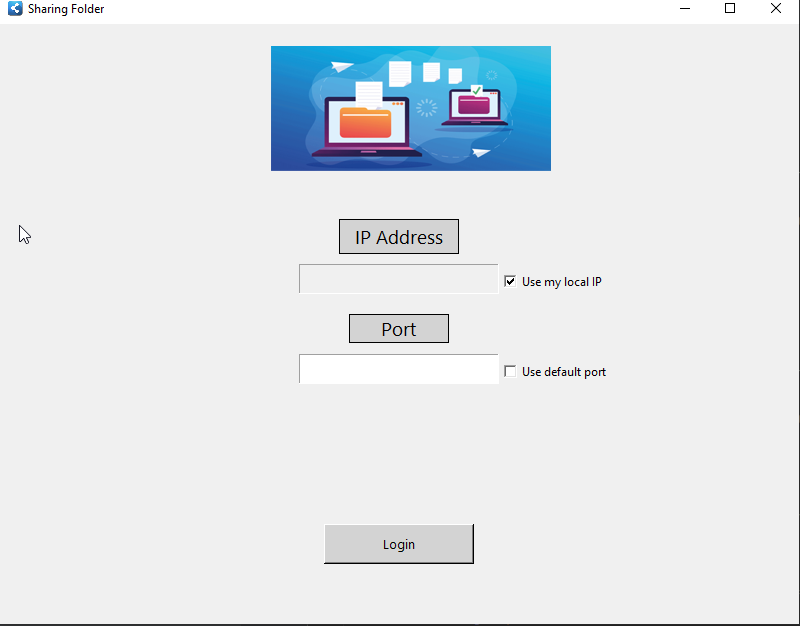 Sharing Folder
IP Address
Use my local IP
Port
Use default port
Login